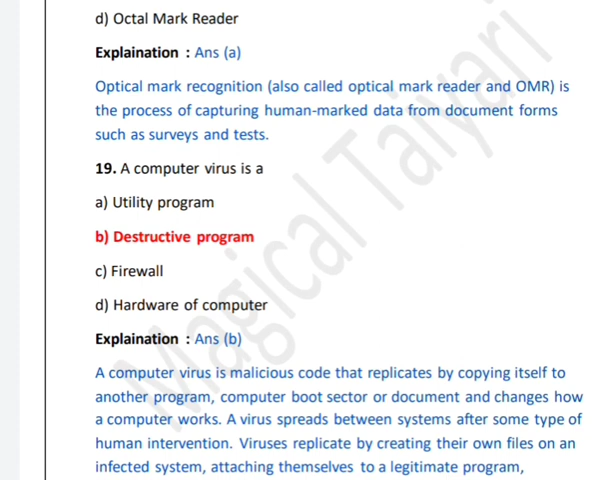 d) Octal Mark Reader
Explaination : Ans (a)
Optical mark recognition (also called optical mark reader and OMR) is
the process of capturing human-marked data from document forms
such as surveys and tests.
19. A computer virus is a
a) Utility program
b) Destructive program
c) Firewall
d) Hardware of computer
Explaination : Ans (b)
A computer virus is malicious code that replicates by copying itself to
another program, computer boot sector or document and changes how
a computer works. A virus spreads between systems after some type of
human intervention. Viruses replicate by creating their own files on an
infected system, attaching themselves to a legitimate program,
Magical Taiyari